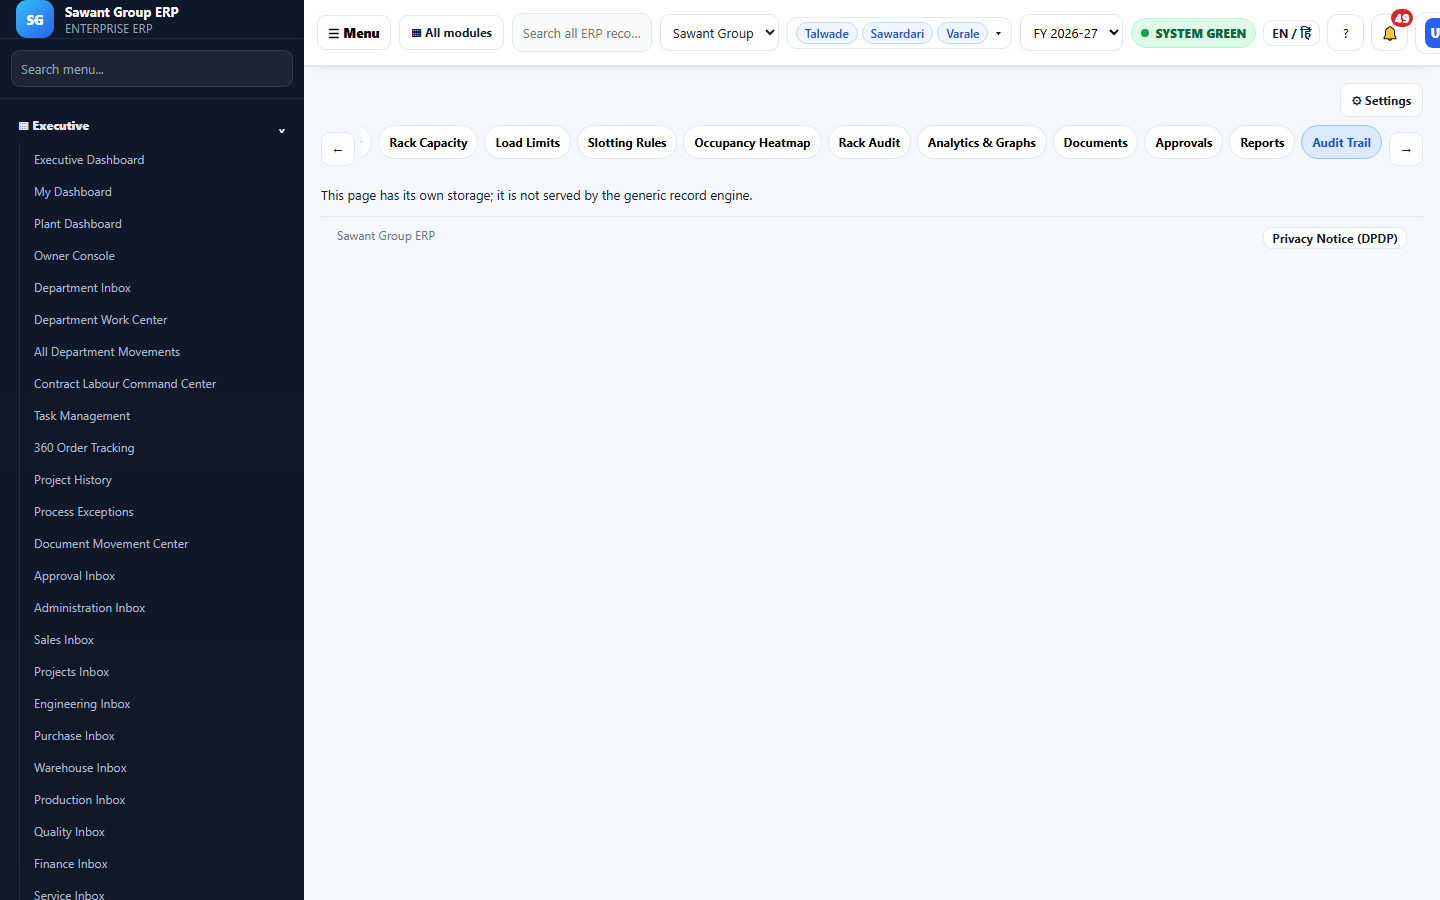 SG
Sawant Group ERP
ENTERPRISE ERP
Search menu...
Executive
Executive Dashboard
My Dashboard
Plant Dashboard
Owner Console
Department Inbox
Department Work Center
All Department Movements
Contract Labour Command Center
Task Management
360 Order Tracking
Project History
Process Exceptions
Document Movement Center
Approval Inbox
Administration Inbox
Sales Inbox
Projects Inbox
Engineering Inbox
Purchase Inbox
Warehouse Inbox
Production Inbox
Quality Inbox
Finance Inbox
Service Inbox
☰ Menu
All modules
Search all ERP reco...
Sawant Group
Talwade
Sawardari
Varale
FY 2026-27
SYSTEM GREEN
EN / हिं
?
49
U
⚙ Settings
←
Rack Capacity
Load Limits
Slotting Rules
Occupancy Heatmap
Rack Audit
Analytics & Graphs
Documents
Approvals
Reports
Audit Trail
→
This page has its own storage; it is not served by the generic record engine.
Sawant Group ERP
Privacy Notice (DPDP)